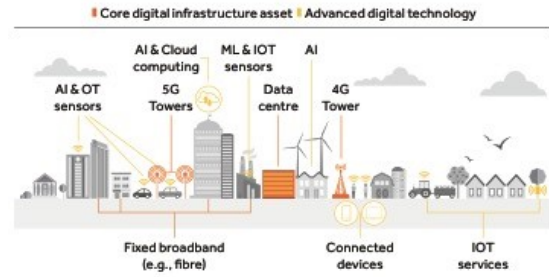 Core digital infrastructure asset Advanced digital technology
AI & Cloud
computing
ML & IOT
sensors
AI
AI & OT
sensors
5G
Towers
Data
centre
4G
Tower
Fixed broadband
(e.g., fibre)
Connected
devices
IOT
services